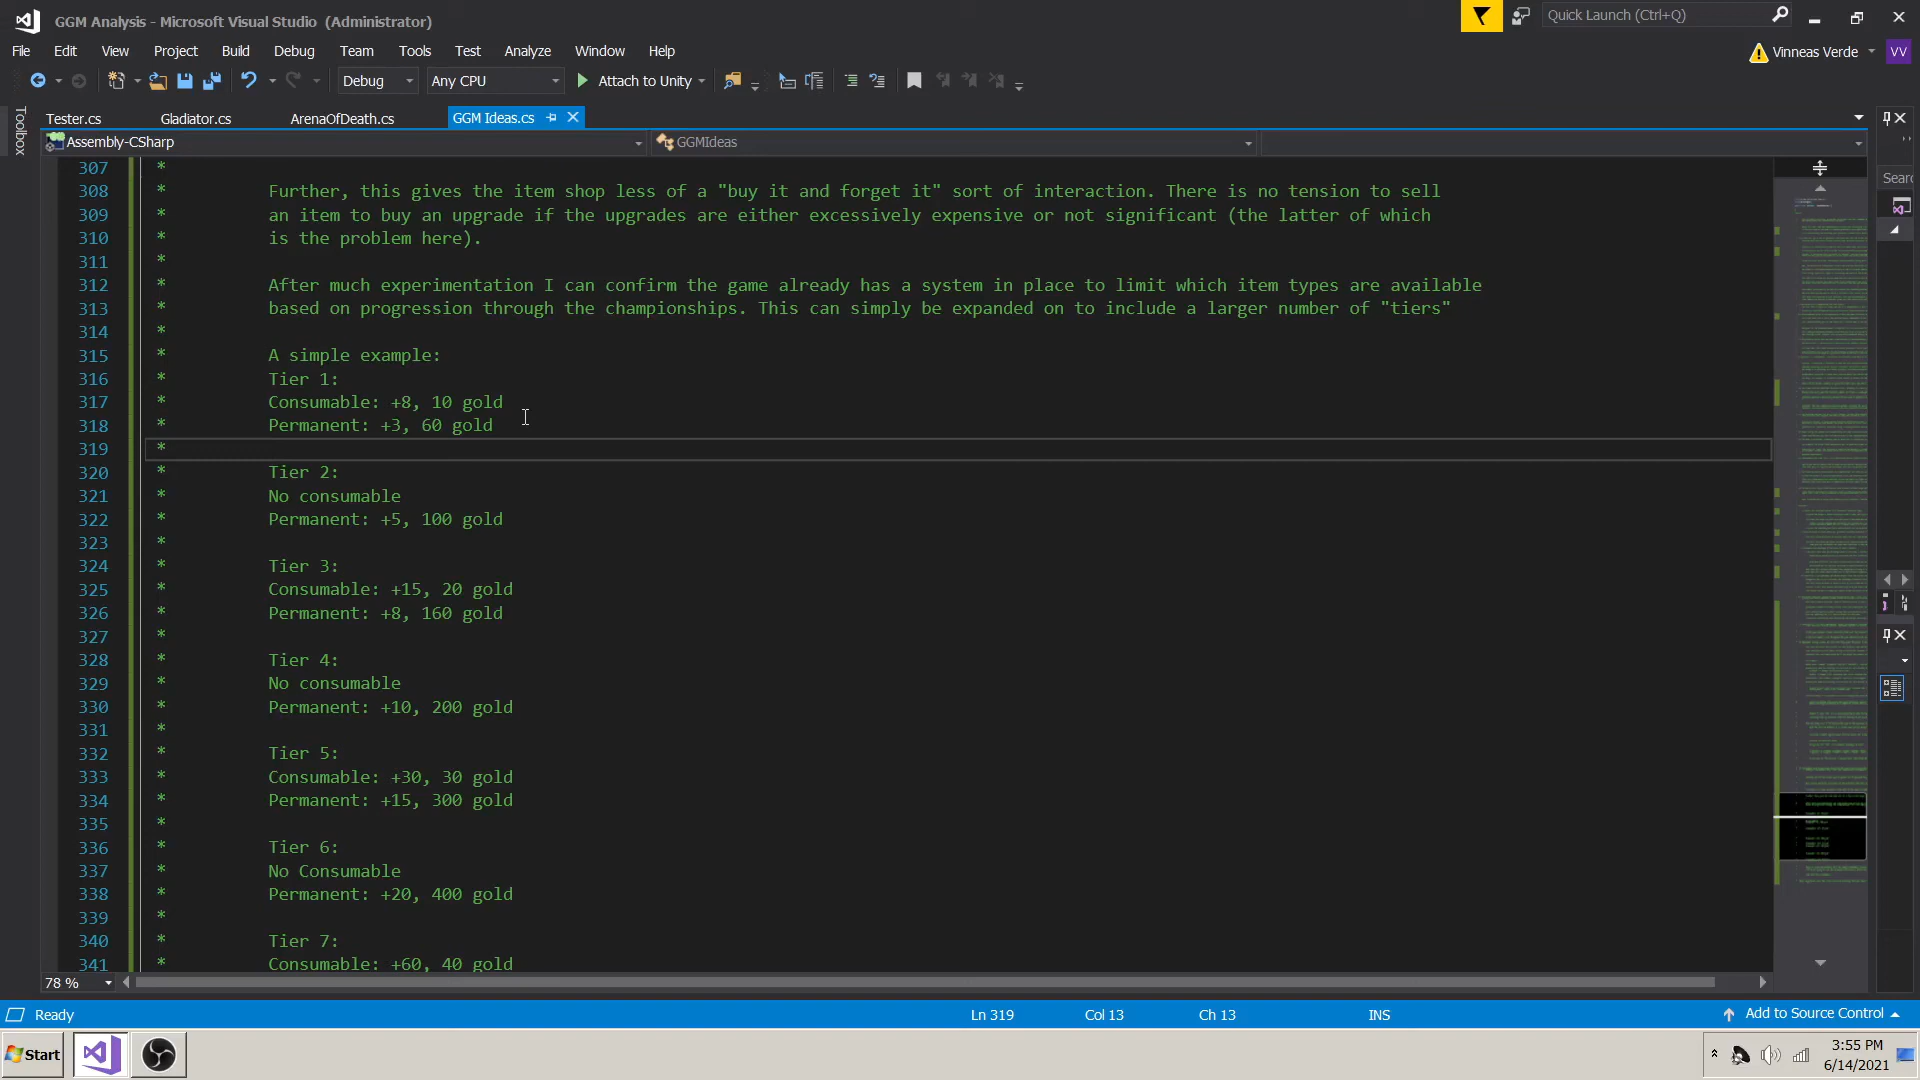 GGM Analysis - Microsoft Visual Studio (Administrator)
Quick Launch (Ctrl+Q)
File Edit View Project Build Debug Team Tools Test Analyze Window Help
Vinneas Verde VV
Debug Any CPU Attach to Unity
Toolbox
Tester.cs Gladiator.cs ArenaOfDeath.cs GGM Ideas.cs
Assembly-CSharp GGMIdeas
Searc
307 *
308 * Further, this gives the item shop less of a "buy it and forget it" sort of interaction. There is no tension to sell
309 * an item to buy an upgrade if the upgrades are either excessively expensive or not significant (the latter of which
310 * is the problem here).
311 *
312 * After much experimentation I can confirm the game already has a system in place to limit which item types are available
313 * based on progression through the championships. This can simply be expanded on to include a larger number of "tiers"
314 *
315 * A simple example:
316 * Tier 1:
317 * Consumable: +8, 10 gold
318 * Permanent: +3, 60 gold
319 *
320 * Tier 2:
321 * No consumable
322 * Permanent: +5, 100 gold
323 *
324 * Tier 3:
325 * Consumable: +15, 20 gold
326 * Permanent: +8, 160 gold
327 *
328 * Tier 4:
329 * No consumable
330 * Permanent: +10, 200 gold
331 *
332 * Tier 5:
333 * Consumable: +30, 30 gold
334 * Permanent: +15, 300 gold
335 *
336 * Tier 6:
337 * No Consumable
338 * Permanent: +20, 400 gold
339 *
340 * Tier 7:
341 * Consumable: +60, 40 gold
78 %
Ready Ln 319 Col 13 Ch 13 INS Add to Source Control
Start
3:55 PM
6/14/2021